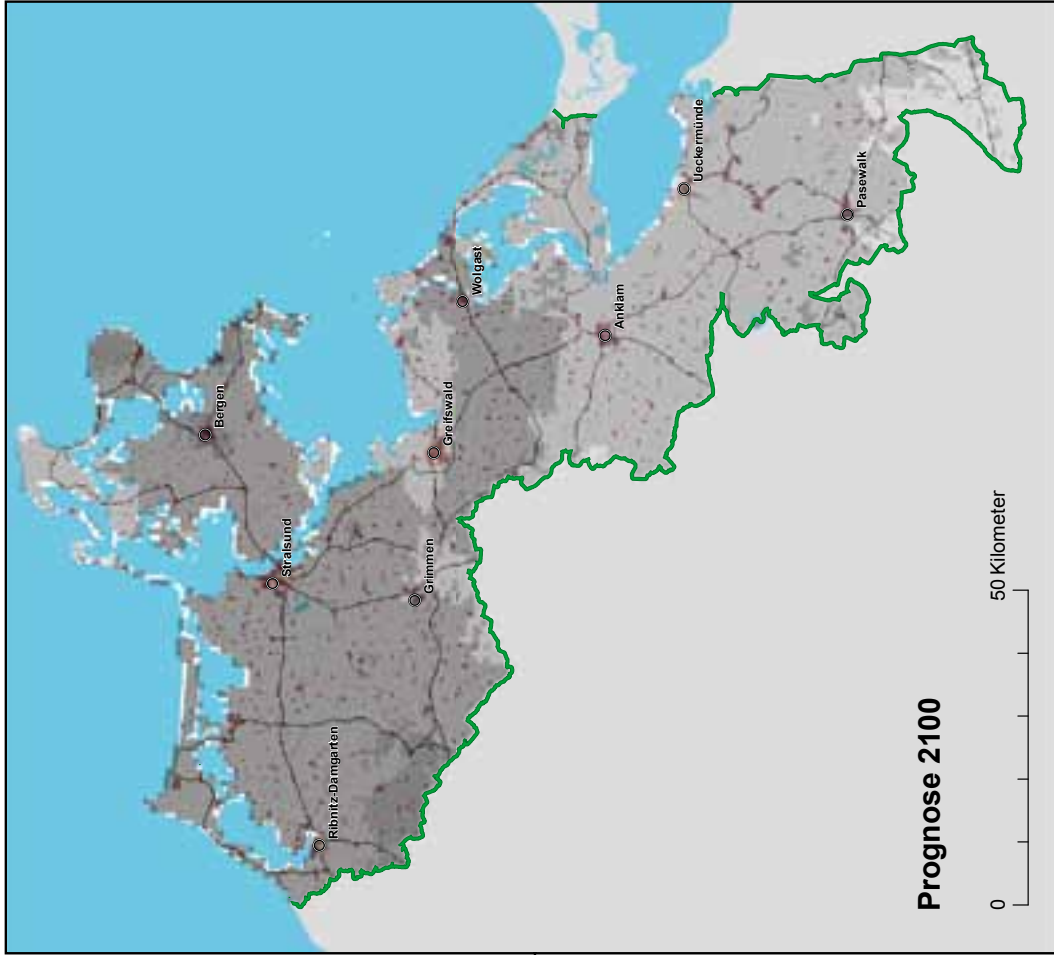 Bergen
Stralsund
Ribnitz-Damgarten
Grimmen
Greifswald
Wolgast
Anklam
Ueckermünde
Pasewalk
Prognose 2100
0 50 Kilometer